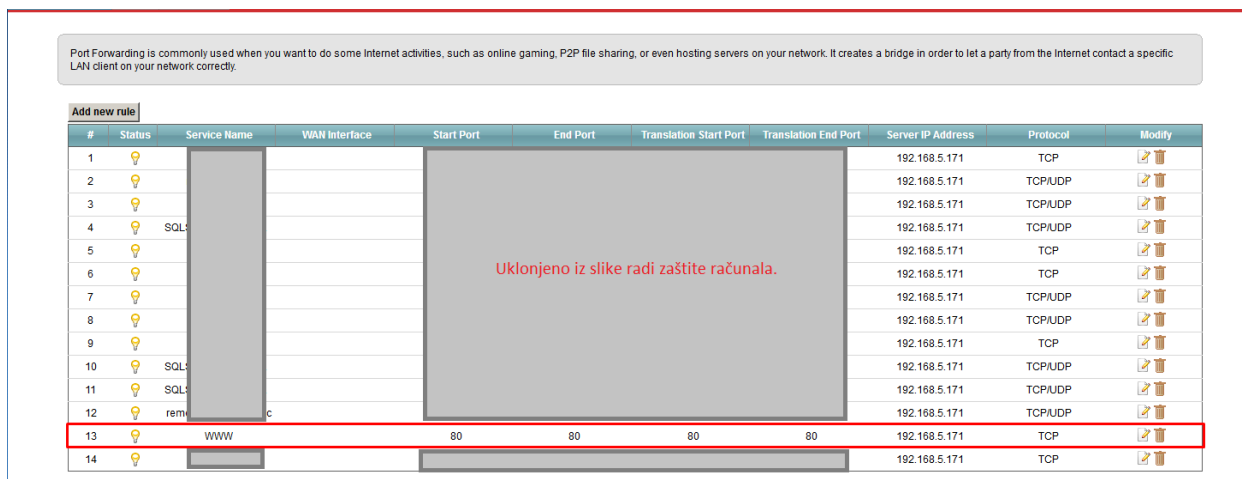 Port Forwarding is commonly used when you want to do some Internet activities, such as online gaming, P2P file sharing, or even hosting servers on your network. It creates a bridge in order to let a party from the Internet contact a specific
LAN client on your network correctly.
Add new rule
# Status Service Name WAN Interface Start Port End Port Translation Start Port Translation End Port Server IP Address Protocol Modify
1 192.168.5.171 TCP
2 192.168.5.171 TCP/UDP
3 192.168.5.171 TCP/UDP
4 SQL 192.168.5.171 TCP/UDP
5 192.168.5.171 TCP
Uklonjeno iz slike radi zaštite računala.
6 192.168.5.171 TCP
7 192.168.5.171 TCP/UDP
8 192.168.5.171 TCP/UDP
9 192.168.5.171 TCP
10 SQL 192.168.5.171 TCP/UDP
11 SQL 192.168.5.171 TCP/UDP
12 rem c 192.168.5.171 TCP/UDP
13 WWW 80 80 80 80 192.168.5.171 TCP
14 192.168.5.171 TCP